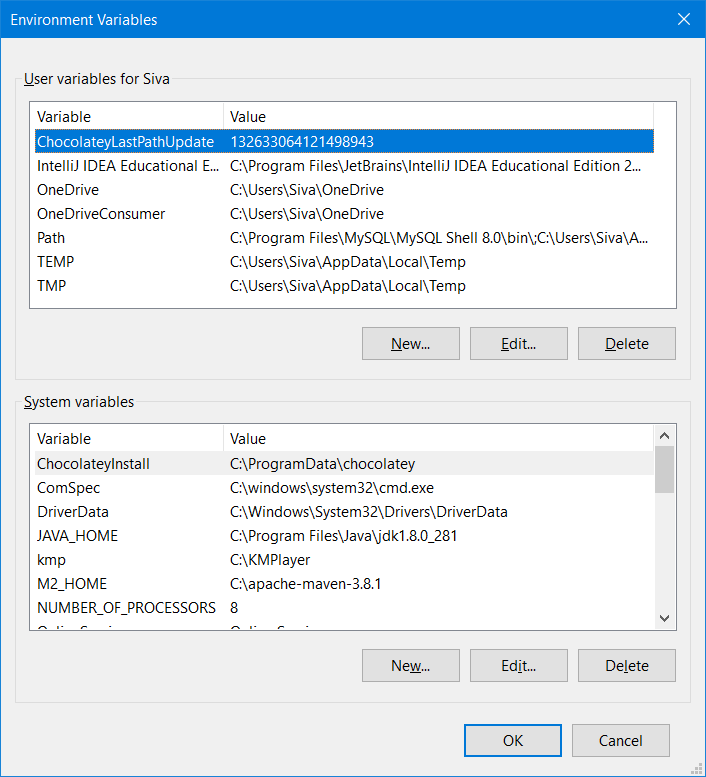 Environment Variables
User variables for Siva
Variable Value
ChocolateyLastPathUpdate 132633064121498943
IntelliJ IDEA Educational E... C:\Program Files\JetBrains\IntelliJ IDEA Educational Edition 2...
OneDrive C:\Users\Siva\OneDrive
OneDriveConsumer C:\Users\Siva\OneDrive
Path C:\Program Files\MySQL\MySQL Shell 8.0\bin\;C:\Users\Siva\A...
TEMP C:\Users\Siva\AppData\Local\Temp
TMP C:\Users\Siva\AppData\Local\Temp
New... Edit... Delete
System variables
Variable Value
ChocolateyInstall C:\ProgramData\chocolatey
ComSpec C:\windows\system32\cmd.exe
DriverData C:\Windows\System32\Drivers\DriverData
JAVA_HOME C:\Program Files\Java\jdk1.8.0_281
kmp C:\KMPlayer
M2_HOME C:\apache-maven-3.8.1
NUMBER_OF_PROCESSORS 8
New... Edit... Delete
OK Cancel